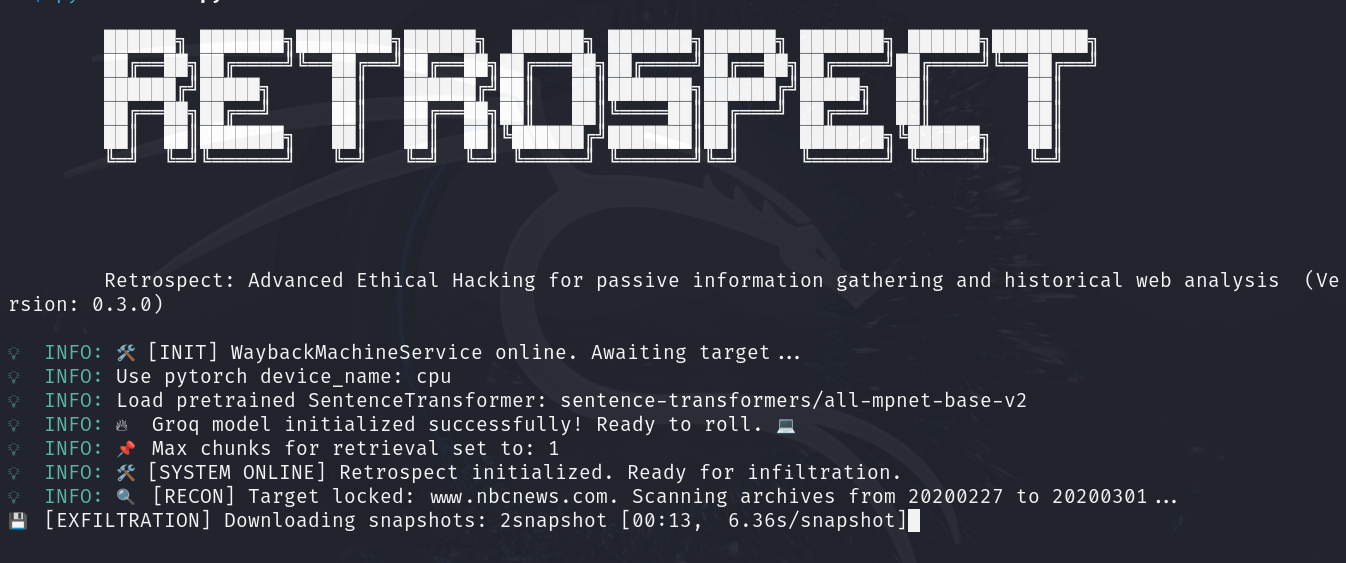 RETROSPECT
Retrospect: Advanced Ethical Hacking for passive information gathering and historical web analysis  (Ve
rsion: 0.3.0)
INFO: 🛠 [INIT] WaybackMachineService online. Awaiting target...
INFO: Use pytorch device_name: cpu
INFO: Load pretrained SentenceTransformer: sentence-transformers/all-mpnet-base-v2
INFO: 🔥 Groq model initialized successfully! Ready to roll. 💻
INFO: 📌 Max chunks for retrieval set to: 1
INFO: 🛠 [SYSTEM ONLINE] Retrospect initialized. Ready for infiltration.
INFO: 🔍 [RECON] Target locked: www.nbcnews.com. Scanning archives from 20200227 to 20200301...
💾 [EXFILTRATION] Downloading snapshots: 2snapshot [00:13,  6.36s/snapshot]